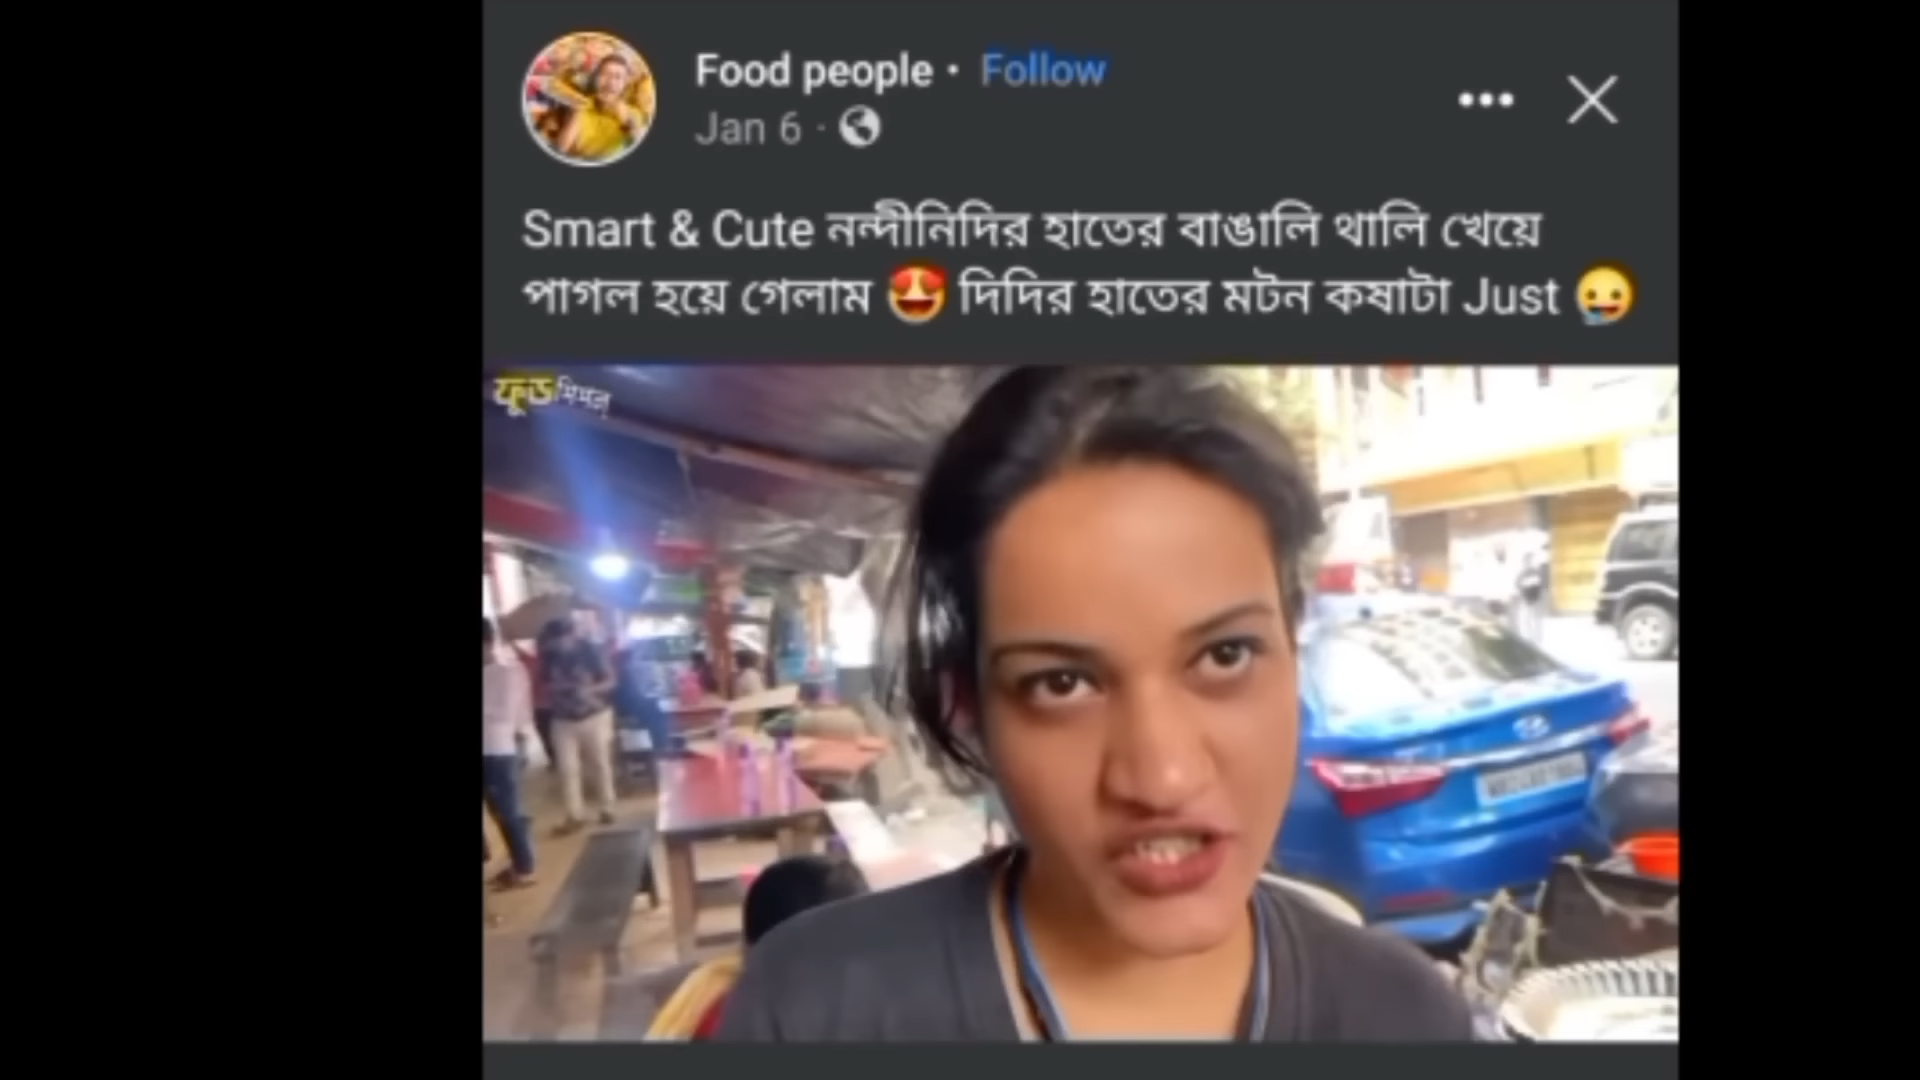 Food people · Follow
Jan 6 ·
Smart & Cute নন্দীনিদির হাতের বাঙালি থালি খেয়ে
পাগল হয়ে গেলাম 😍 দিদির হাতের মটন কষাটা Just 🤤
ফুড